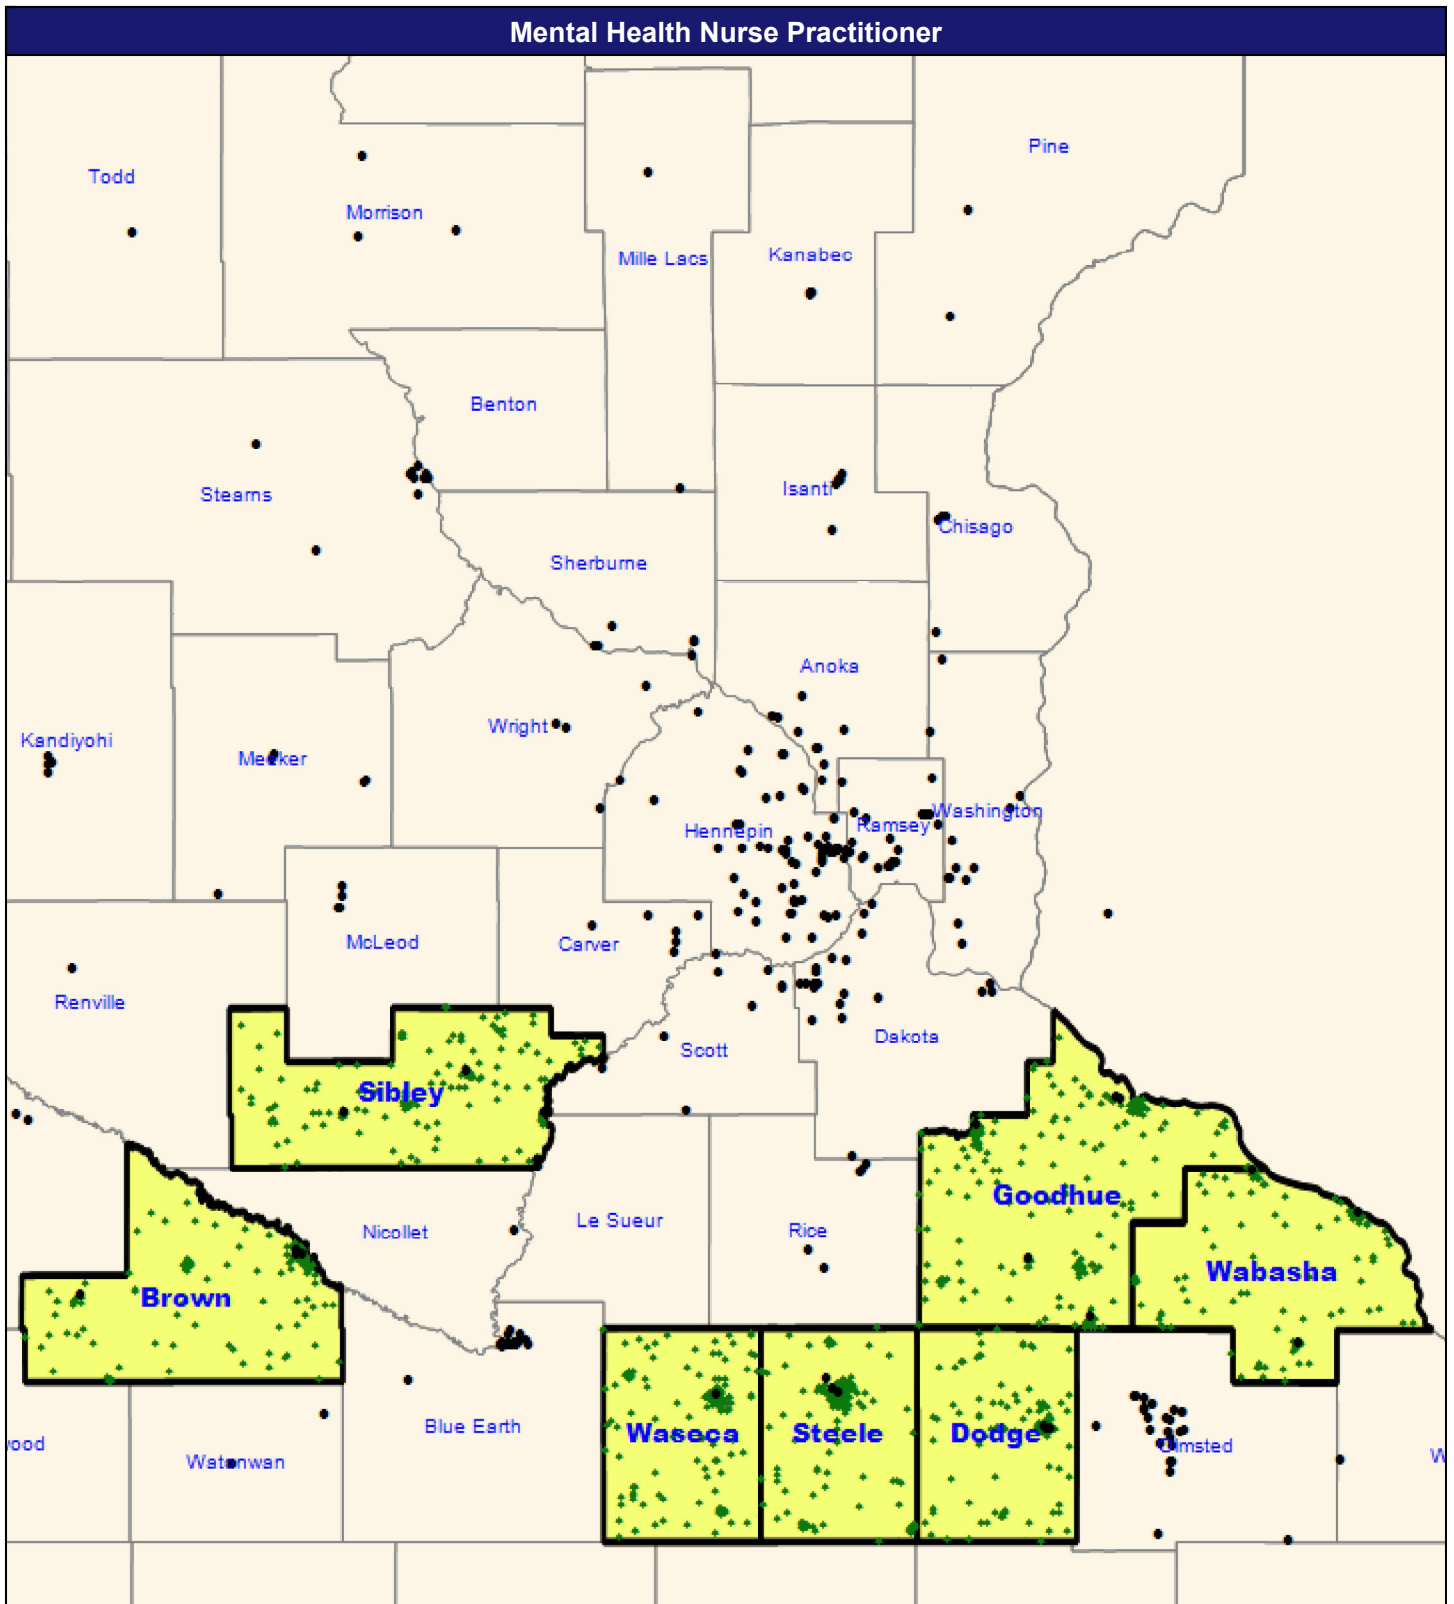 Mental Health Nurse Practitioner
Pine
Todd
Morrison
Kanabec
Mille Lacs
Benton
Isanti
Stearns
Chisago
Sherburne
Anoka
Wright
Kandiyohi
Meeker
Washington
Ramsey
Hennepin
McLeod
Carver
Renville
Dakota
Scott
Sibley
Goodhue
Le Sueur
Rice
Nicollet
Wabasha
Brown
Blue Earth
Waseca
Steele
Dodge
ood
Watonwan
Olmsted
W